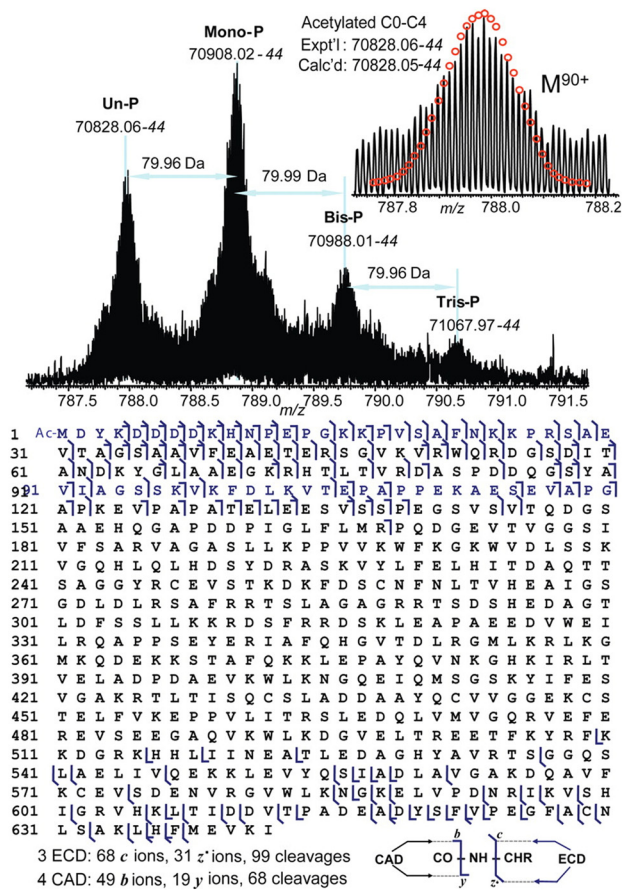 Mono-P
70908.02-44
Acetylated C0-C4
Expt'l : 70828.06-44
Calc'd: 70828.05-44
M90+
787.8 788.0 788.2
m/z
Un-P
70828.06-44
79.96 Da
79.99 Da
Bis-P
70988.01-44
79.96 Da
Tris-P
71067.97-44
787.5 788.0 788.5 789.0 789.5 790.0 790.5 791.0 791.5
m/z
1 Ac-M D Y K D D D D K H N P E P G K K P V S A F N K K P R S A E
31 V T A G S A A V F E A E T E R S G V K V R W Q R D G S D I T
61 A N D K Y G L A A E G K R H T L T V R D A S P D D Q G S Y A
91 V I A G S S K V K F D L K V T E P A P P E K A E S E V A P G
121 A P K E V P A P A T E L E E S V S S P E G S V S V T Q D G S
151 A A E H Q G A P D D P I G L F L M R P Q D G E V T V G G S I
181 V F S A R V A G A S L L K P P V V K W F K G K W V D L S S K
211 V G Q H L Q L H D S Y D R A S K V Y L F E L H I T D A Q T T
241 S A G G Y R C E V S T K D K F D S C N F N L T V H E A I G S
271 G D L D L R S A F R R T S L A G A G R R T S D S H E D A G T
301 L D F S S L L K K R D S F R R D S K L E A P A E E D V W E I
331 L R Q A P P S E Y E R I A F Q H G V T D L R G M L K R L K G
361 M K Q D E K K S T A F Q K K L E P A Y Q V N K G H K I R L T
391 V E L A D P D A E V K W L K N G Q E I Q M S G S K Y I F E S
421 V G A K R T L T I S Q C S L A D D A A Y Q C V V G G E K C S
451 T E L F V K E P P V L I T R S L E D Q L V M V G Q R V E F E
481 R E V S E E G A Q V K W L K D G V E L T R E E T F K Y R F K
511 K D G R K H H L I I N E A T L E D A G H Y A V R T S G G Q S
541 L A E L I V Q E K K L E V Y Q S I A D L A V G A K D Q A V F
571 K C E V S D E N V R G V W L K N G K E L V P D N R I K V S H
601 I G R V H K L T I D D V T P A D E A D Y S F V P E G F A C N
631 L S A K L H F M E V K I
3 ECD: 68 c ions, 31 z• ions, 99 cleavages
4 CAD: 49 b ions, 19 y ions, 68 cleavages
b c
CAD CO NH CHR ECD
y z•